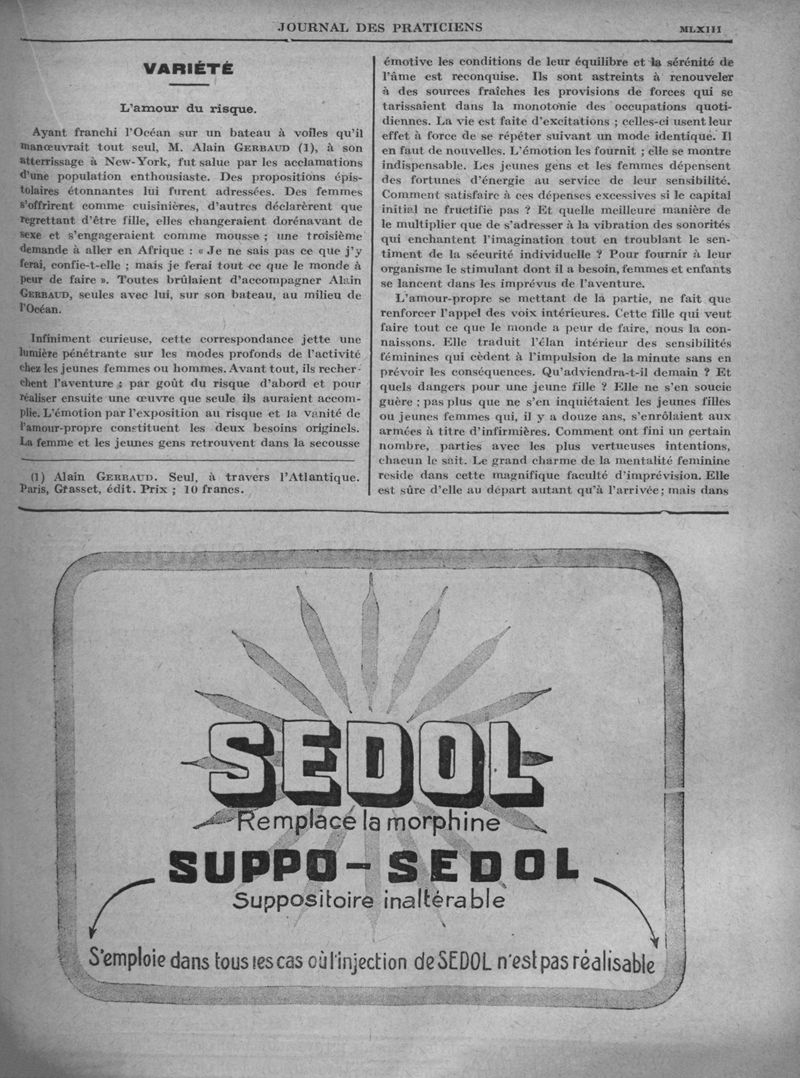 JOURNAL DES PRATICIENS
MLXIII
VARIÉTÉ
L'amour du risque.
Ayant franchi l'Océan sur un bateau à voiles qu'il
manœuvrait tout seul, M. Alain GERBAUD (1), à son
atterrissage à New-York, fut salue par les acclamations
d'une population enthousiaste. Des propositions épis-
tolaires étonnantes lui furent adressées. Des femmes
s'offrirent comme cuisinières, d'autres déclarèrent que
regrettant d'être fille, elles changeraient dorénavant de
sexe et s'engageraient comme mousse ; une troisième
demande à aller en Afrique : « Je ne sais pas ce que j'y
ferai, confie-t-elle ; mais je ferai tout ce que le monde à
peur de faire ». Toutes brûlaient d'accompagner Alain
GERBAUD, seules avec lui, sur son bateau, au milieu de
l'Océan.
Infiniment curieuse, cette correspondance jette une
lumière pénétrante sur les modes profonds de l'activité
chez les jeunes femmes ou hommes. Avant tout, ils recher-
chent l'aventure ; par goût du risque d'abord et pour
réaliser ensuite une œuvre que seule ils auraient accom-
plie. L'émotion par l'exposition au risque et la vanité de
l'amour-propre constituent les deux besoins originels.
La femme et les jeunes gens retrouvent dans la secousse
(1) Alain GERBAUD. Seul, à travers l'Atlantique.
Paris, Grasset, édit. Prix ; 10 francs.
émotive les conditions de leur équilibre et la sérénité de
l'âme est reconquise. Ils sont astreints à renouveler
à des sources fraîches les provisions de forces qui se
tarissaient dans la monotonie des occupations quoti-
diennes. La vie est faite d'excitations ; celles-ci usent leur
effet à force de se répéter suivant un mode identique. Il
en faut de nouvelles. L'émotion les fournit ; elle se montre
indispensable. Les jeunes gens et les femmes dépensent
des fortunes d'énergie au service de leur sensibilité.
Comment satisfaire à ces dépenses excessives si le capital
initial ne fructifie pas ? Et quelle meilleure manière de
le multiplier que de s'adresser à la vibration des sonorités
qui enchantent l'imagination tout en troublant le sen-
timent de la sécurité individuelle ? Pour fournir à leur
organisme le stimulant dont il a besoin, femmes et enfants
se lancent dans les imprévus de l'aventure.
L'amour-propre se mettant de la partie, ne fait que
renforcer l'appel des voix intérieures. Cette fille qui veut
faire tout ce que le monde a peur de faire, nous la con-
naissons. Elle traduit l'élan intérieur des sensibilités
féminines qui cèdent à l'impulsion de la minute sans en
prévoir les conséquences. Qu'adviendra-t-il demain ? Et
quels dangers pour une jeune fille ? Elle ne s'en soucie
guère ; pas plus que ne s'en inquiétaient les jeunes filles
ou jeunes femmes qui, il y a douze ans, s'enrôlaient aux
armées à titre d'infirmières. Comment ont fini un certain
nombre, parties avec les plus vertueuses intentions,
chacun le sait. Le grand charme de la mentalité feminine
reside dans cette magnifique faculté d'imprévision. Elle
est sûre d'elle au départ autant qu'à l'arrivée; mais dans
SEDOL
Remplace la morphine
SUPPO-SEDOL
Suppositoire inaltérable
S'emploie dans tous les cas où l'injection de SEDOL n'est pas réalisable